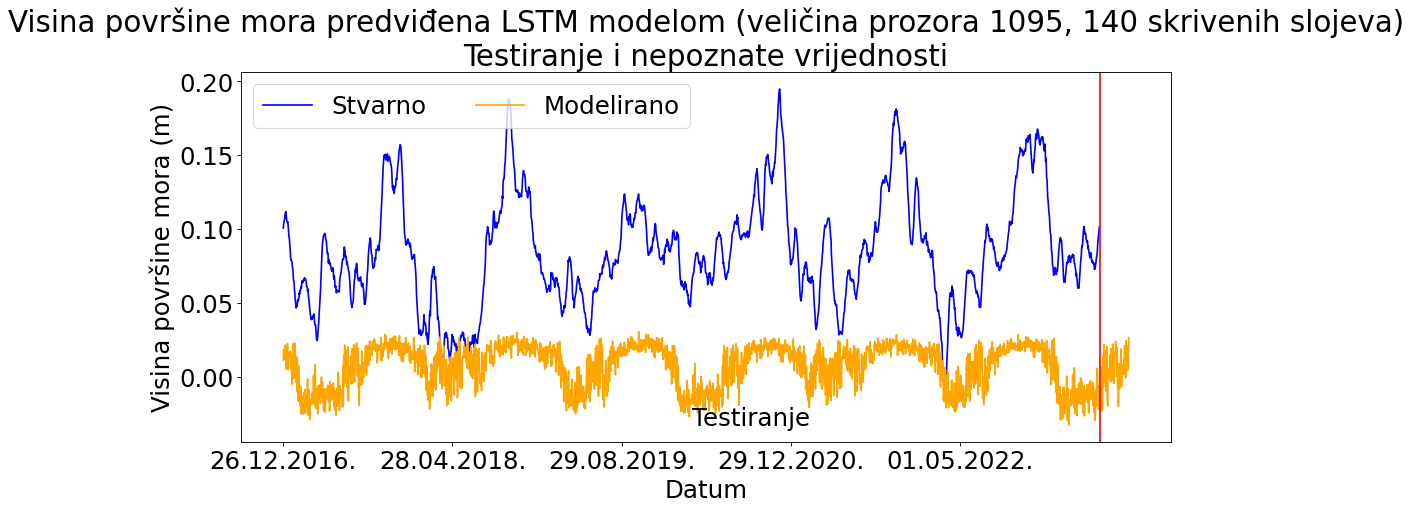 Visina površine mora predviđena LSTM modelom (veličina prozora 1095, 140 skrivenih slojeva)
Testiranje i nepoznate vrijednosti
Stvarno Modelirano
Visina površine mora (m)
0.20
0.15
0.10
0.05
0.00
Testiranje
26.12.2016. 28.04.2018. 29.08.2019. 29.12.2020. 01.05.2022.
Datum